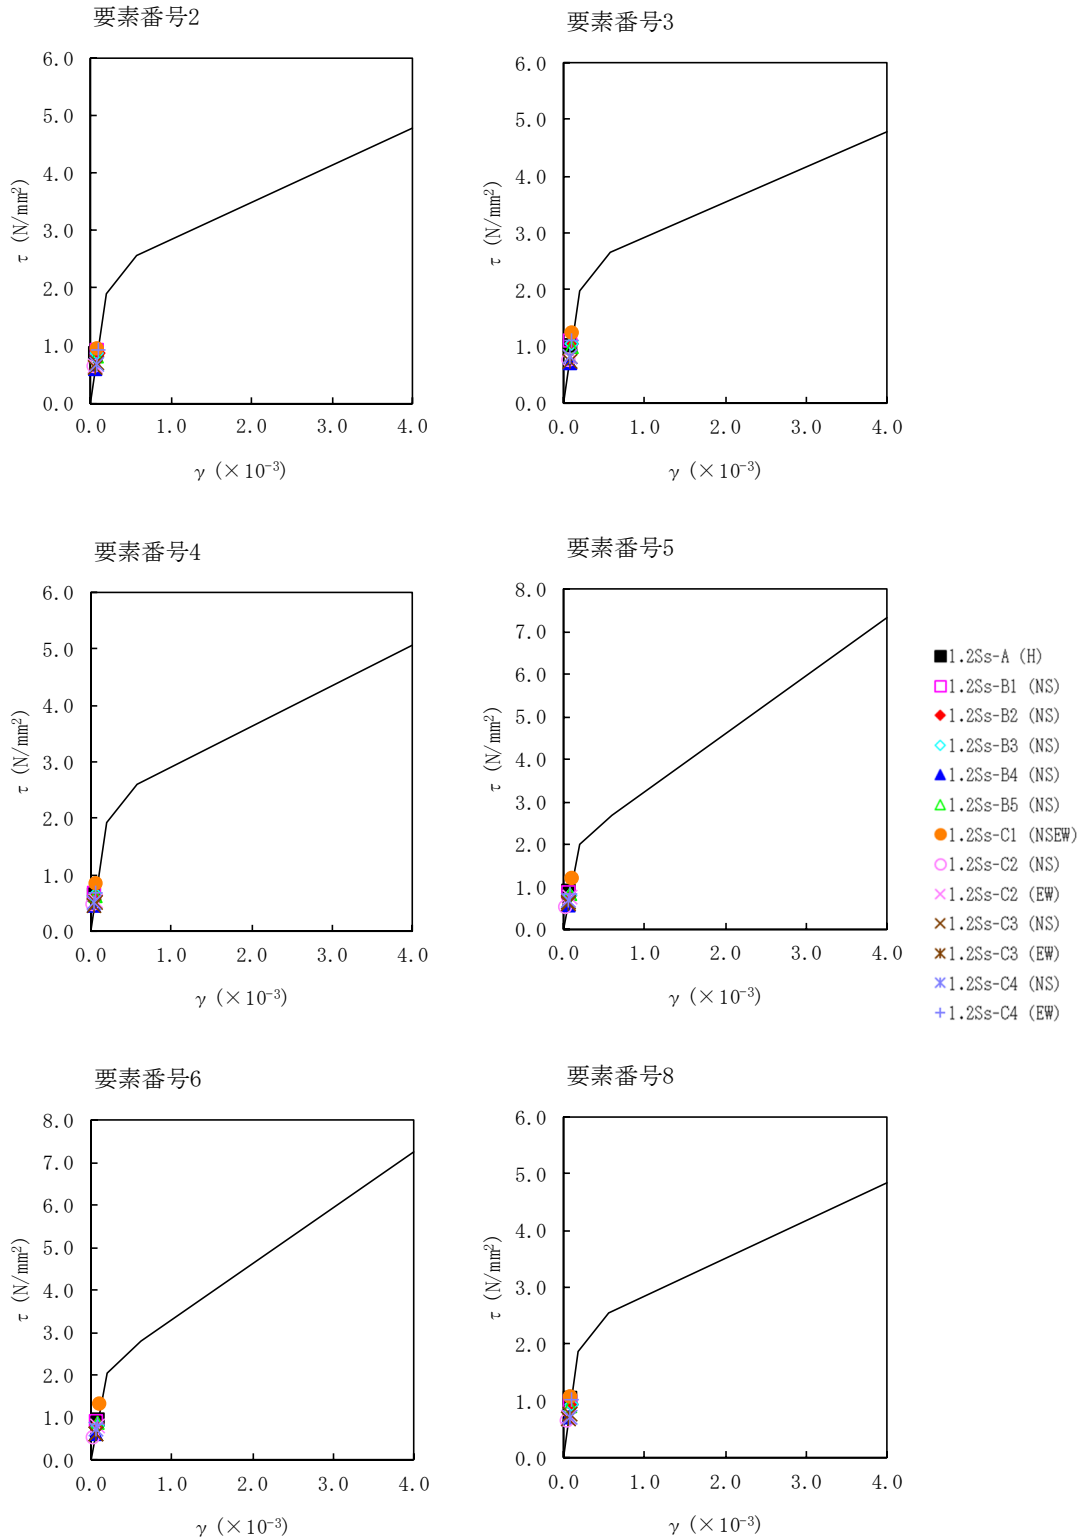 要素番号2
6.0
5.0
4.0
3.0
2.0
1.0
0.0
τ (N/mm²)
0.0 1.0 2.0 3.0 4.0
γ (×10⁻³)
要素番号3
6.0
5.0
4.0
3.0
2.0
1.0
0.0
τ (N/mm²)
0.0 1.0 2.0 3.0 4.0
γ (×10⁻³)
要素番号4
6.0
5.0
4.0
3.0
2.0
1.0
0.0
τ (N/mm²)
0.0 1.0 2.0 3.0 4.0
γ (×10⁻³)
要素番号5
8.0
7.0
6.0
5.0
4.0
3.0
2.0
1.0
0.0
τ (N/mm²)
0.0 1.0 2.0 3.0 4.0
γ (×10⁻³)
1.2Ss-A (H)
1.2Ss-B1 (NS)
1.2Ss-B2 (NS)
1.2Ss-B3 (NS)
1.2Ss-B4 (NS)
1.2Ss-B5 (NS)
1.2Ss-C1 (NSEW)
1.2Ss-C2 (NS)
1.2Ss-C2 (EW)
1.2Ss-C3 (NS)
1.2Ss-C3 (EW)
1.2Ss-C4 (NS)
1.2Ss-C4 (EW)
要素番号6
8.0
7.0
6.0
5.0
4.0
3.0
2.0
1.0
0.0
τ (N/mm²)
0.0 1.0 2.0 3.0 4.0
γ (×10⁻³)
要素番号8
6.0
5.0
4.0
3.0
2.0
1.0
0.0
τ (N/mm²)
0.0 1.0 2.0 3.0 4.0
γ (×10⁻³)